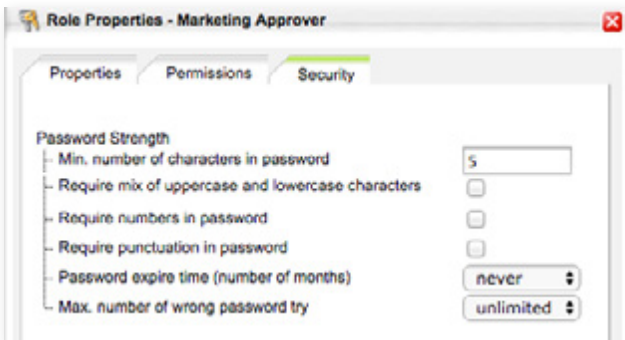 Role Properties - Marketing Approver
Properties Permissions Security
Password Strength
Min. number of characters in password 5
Require mix of uppercase and lowercase characters
Require numbers in password
Require punctuation in password
Password expire time (number of months) never
Max. number of wrong password try unlimited